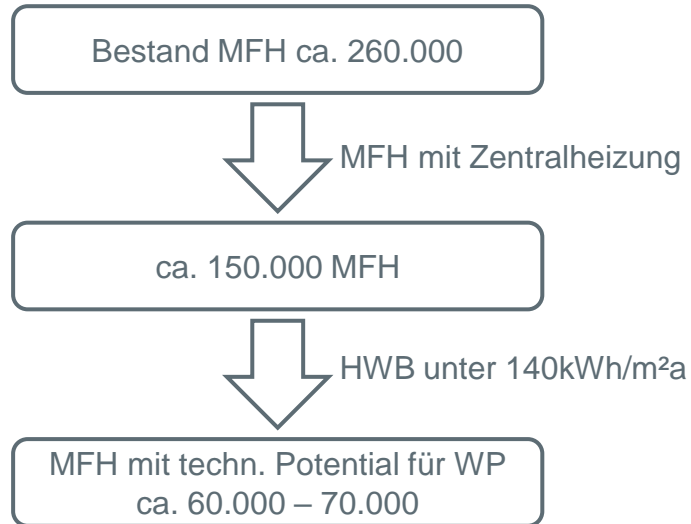 Bestand MFH ca. 260.000
MFH mit Zentralheizung
ca. 150.000 MFH
HWB unter 140kWh/m²a
MFH mit techn. Potential für WP
ca. 60.000 – 70.000